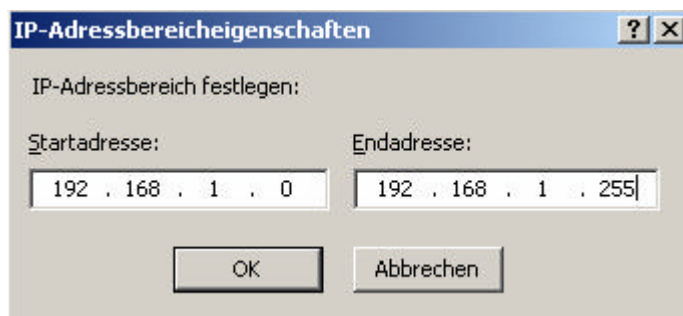 IP-Adressbereicheigenschaften
IP-Adressbereich festlegen:
Startadresse: Endadresse:
192 . 168 . 1 . 0 192 . 168 . 1 . 255
OK Abbrechen